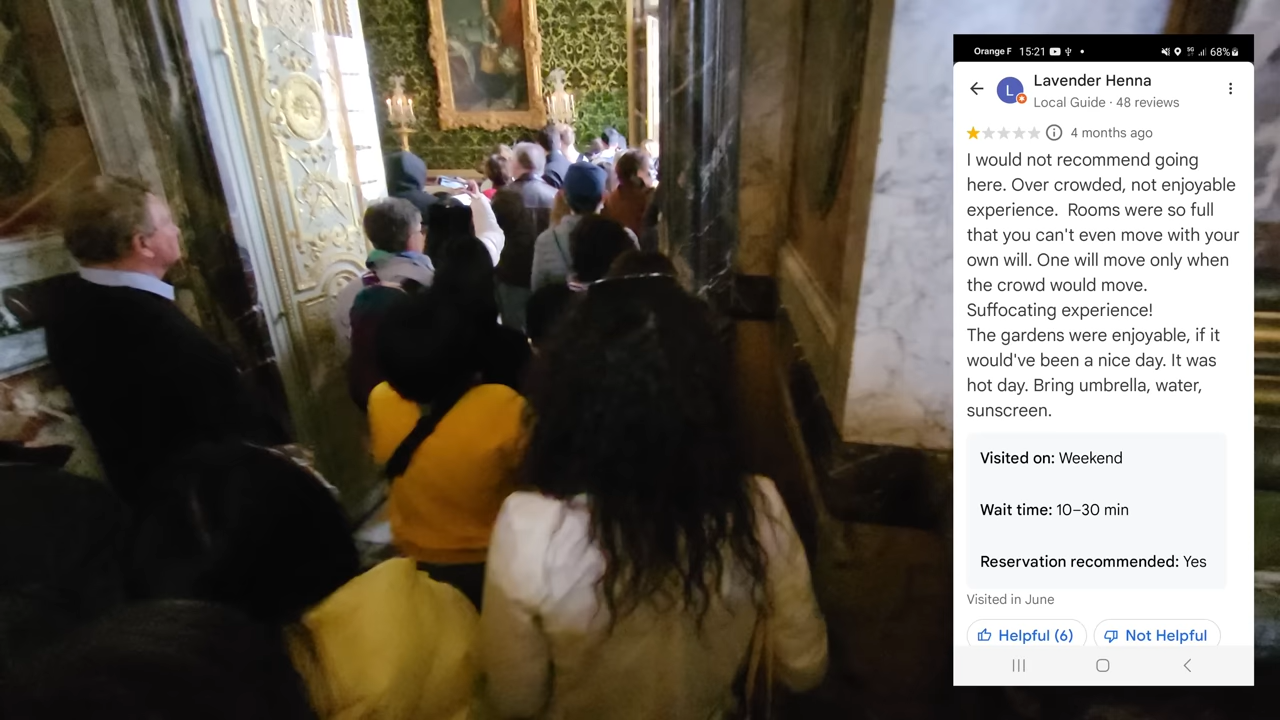 Orange F 15:21 68%
Lavender Henna
L
Local Guide · 48 reviews
4 months ago
I would not recommend going
here. Over crowded, not enjoyable
experience.  Rooms were so full
that you can't even move with your
own will. One will move only when
the crowd would move.
Suffocating experience!
The gardens were enjoyable, if it
would've been a nice day. It was
hot day. Bring umbrella, water,
sunscreen.
Visited on: Weekend
Wait time: 10–30 min
Reservation recommended: Yes
Visited in June
Helpful (6) Not Helpful